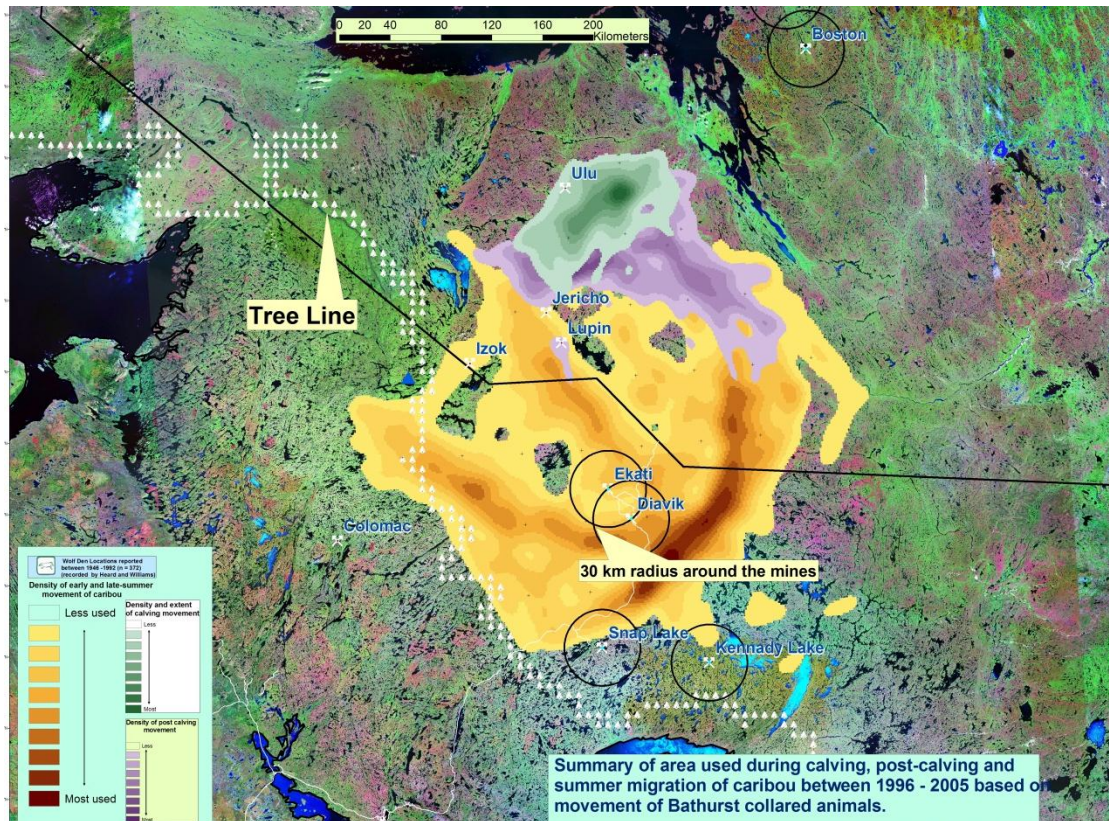 0 40 80 120 160 200
Kilometers
Boston
Ulu
Tree Line
Jericho
Lupin
Izok
Ekati
Diavik
Colomac
30 km radius around the mines
Snap Lake
Kennady Lake
Wolf Den Locations reported
between 1946 -1992 (n = 372)
(recorded by Heard and Williams)
Density of early and late-summer
movement of caribou
Less used
Most used
Density and extent
of calving movement
Less
Most
Density of post calving
movement
Less
Most
Summary of area used during calving, post-calving and
summer migration of caribou between 1996 - 2005 based on
movement of Bathurst collared animals.